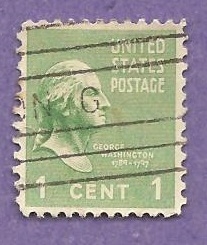 UNITED
STATES
POSTAGE
GEORGE
WASHINGTON
1789-1797
1 CENT 1